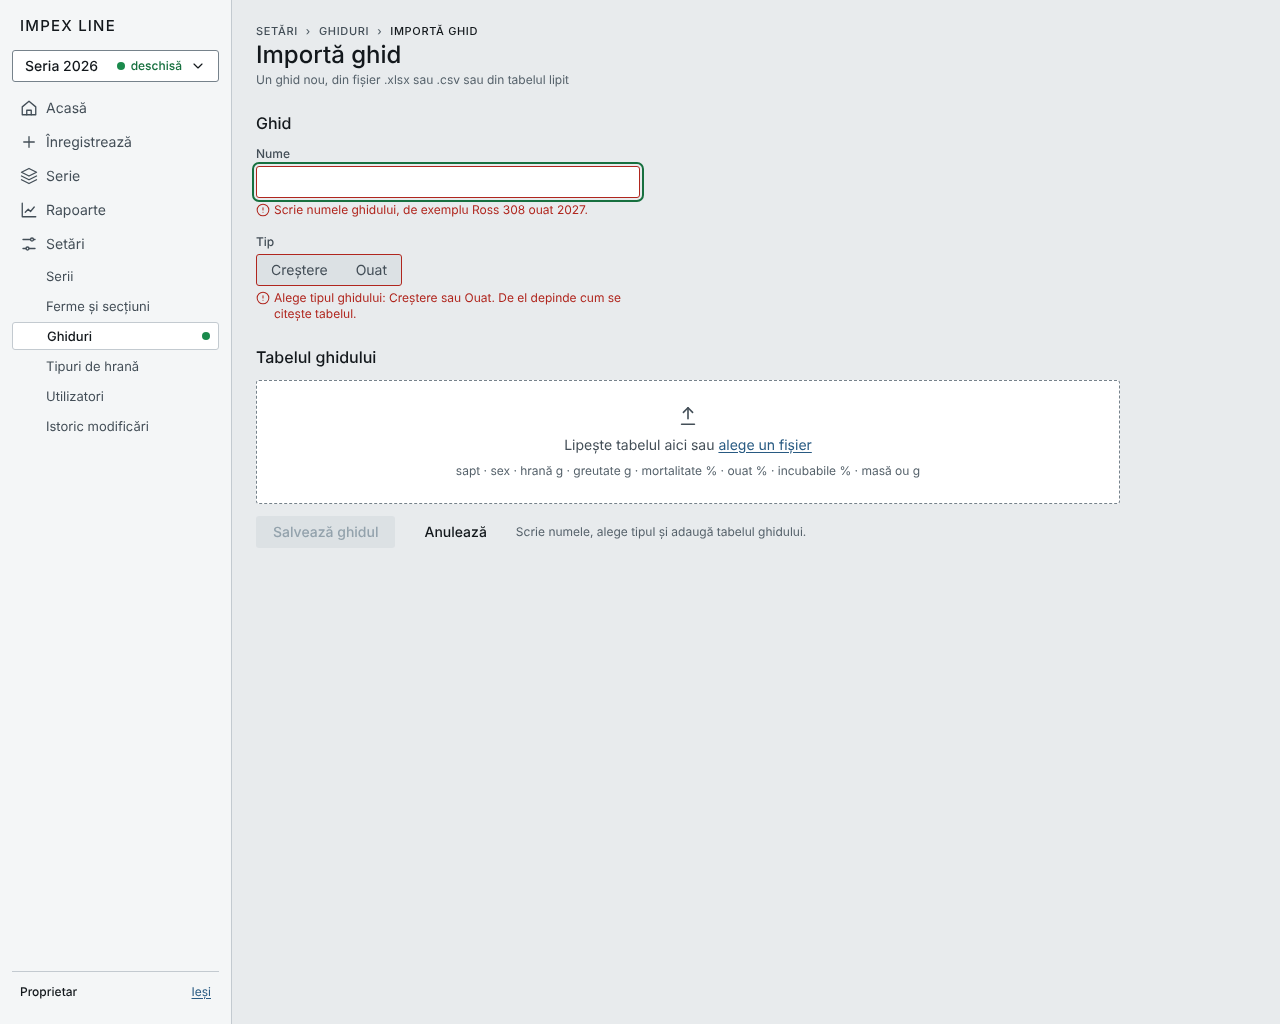 IMPEX LINE
Seria 2026 deschisă
Acasă
Înregistrează
Serie
Rapoarte
Setări
Serii
Ferme și secțiuni
Ghiduri
Tipuri de hrană
Utilizatori
Istoric modificări
Proprietar Ieși
SETĂRI › GHIDURI › IMPORTĂ GHID
Importă ghid
Un ghid nou, din fișier .xlsx sau .csv sau din tabelul lipit
Ghid
Nume
Scrie numele ghidului, de exemplu Ross 308 ouat 2027.
Tip
Creștere Ouat
Alege tipul ghidului: Creștere sau Ouat. De el depinde cum se
citește tabelul.
Tabelul ghidului
Lipește tabelul aici sau alege un fișier
sapt · sex · hrană g · greutate g · mortalitate % · ouat % · incubabile % · masă ou g
Salvează ghidul Anulează Scrie numele, alege tipul și adaugă tabelul ghidului.